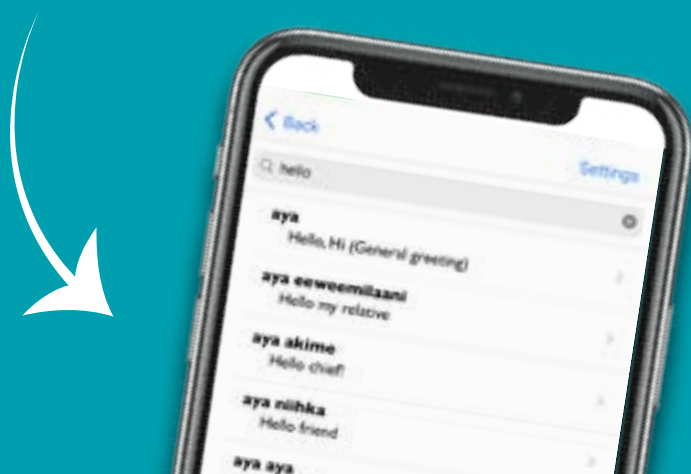 Back
Settings
hello
aya
Hello, Hi (General greeting)
aya eeweemilaani
Hello my relative
aya akime
Hello chief!
aya niihka
Hello friend
aya aya